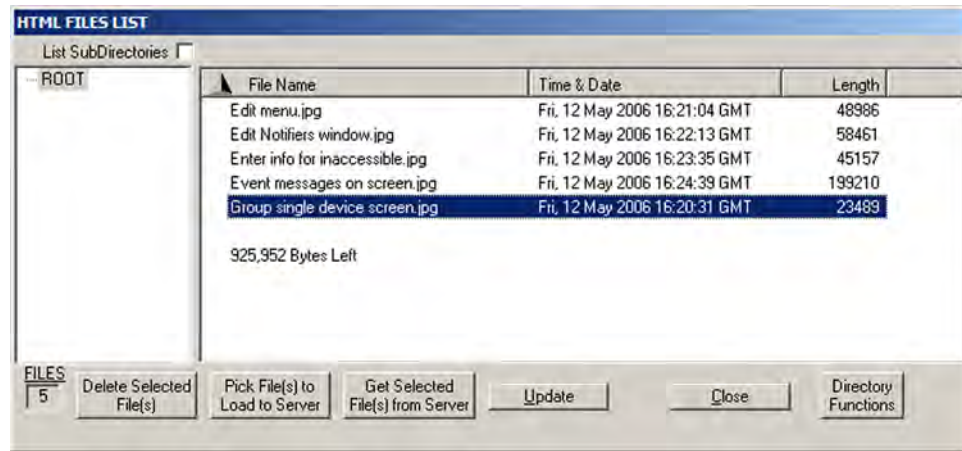 HTML FILES LIST
List SubDirectories
ROOT
File Name Time & Date Length
Edit menu.jpg Fri, 12 May 2006 16:21:04 GMT 48986
Edit Notifiers window.jpg Fri, 12 May 2006 16:22:13 GMT 58461
Enter info for inaccessible.jpg Fri, 12 May 2006 16:23:35 GMT 45157
Event messages on screen.jpg Fri, 12 May 2006 16:24:39 GMT 199210
Group single device screen.jpg Fri, 12 May 2006 16:20:31 GMT 23489
925,952 Bytes Left
FILES
5
Delete Selected
File(s)
Pick File(s) to
Load to Server
Get Selected
File(s) from Server
Update
Close
Directory
Functions